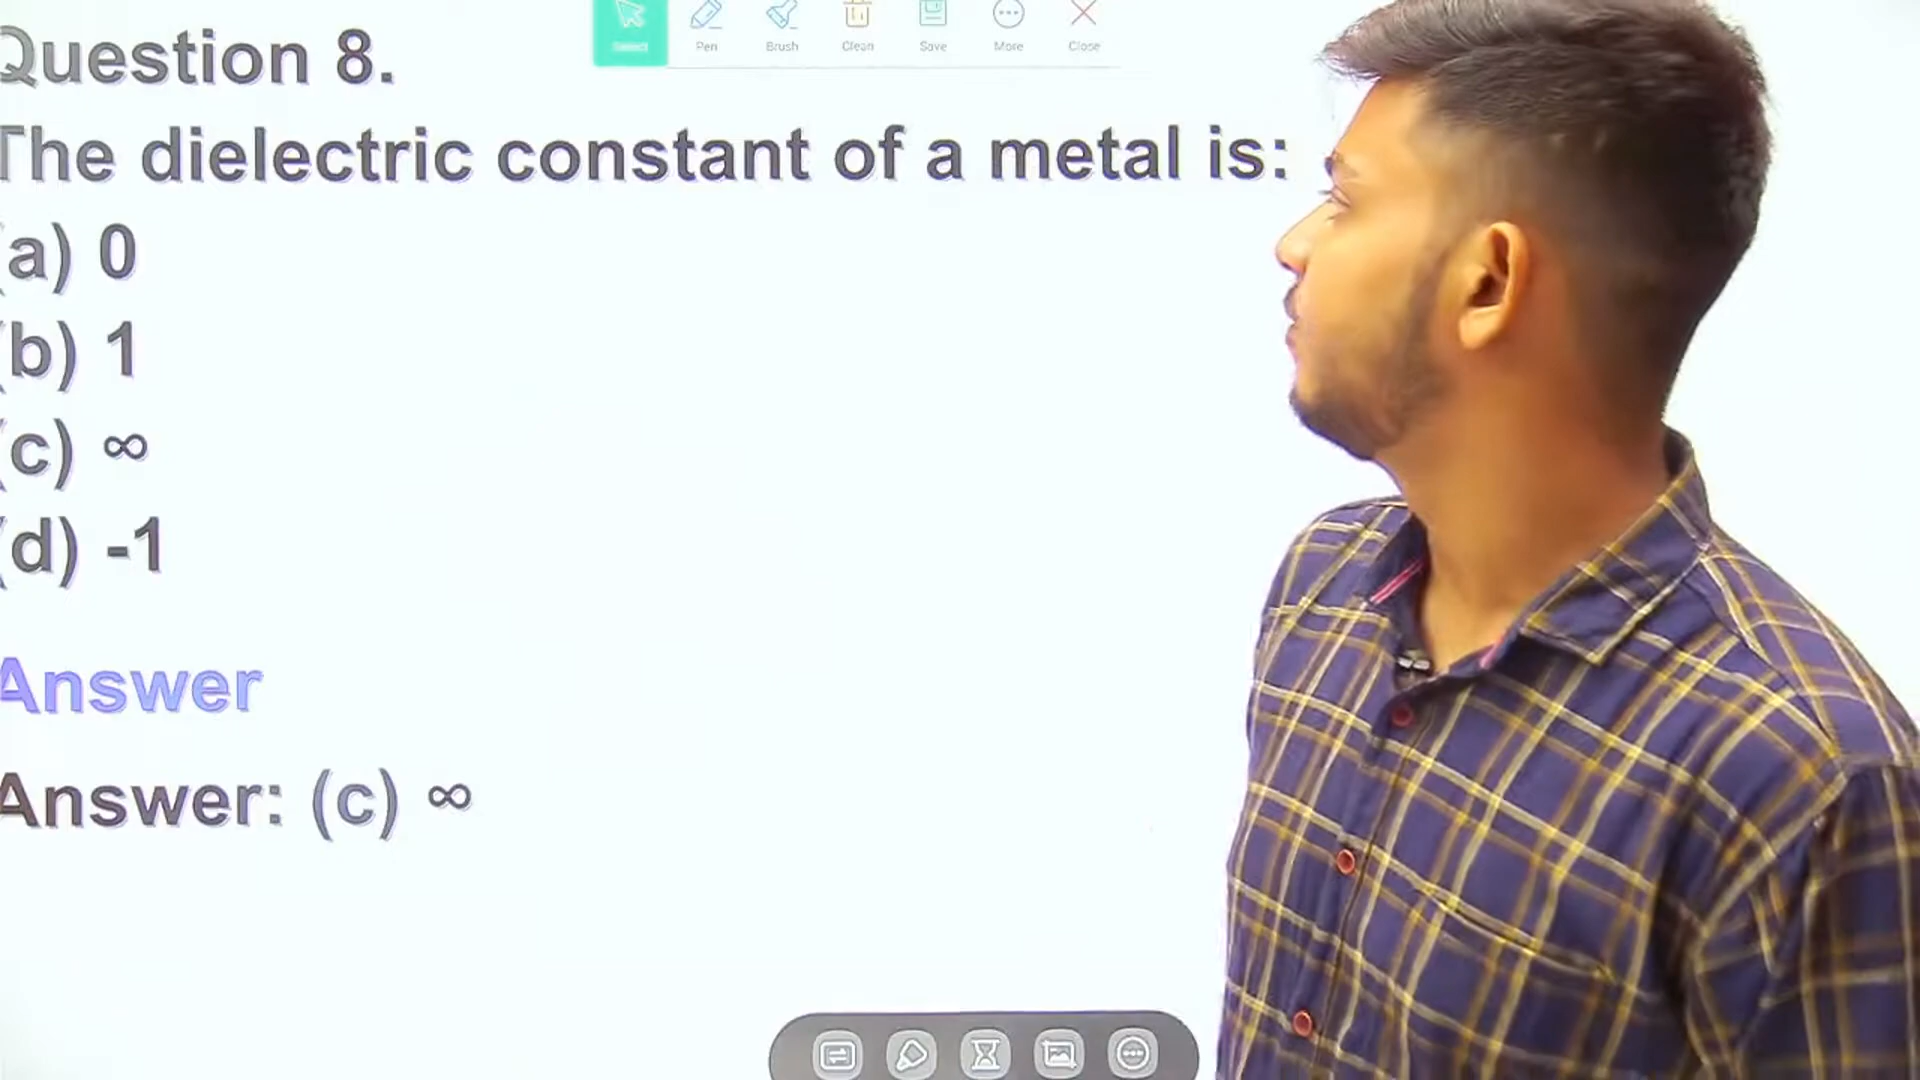 Select Pen Brush Clean Save More Close
Question 8.
The dielectric constant of a metal is:
(a) 0
(b) 1
(c) ∞
(d) -1
Answer
Answer: (c) ∞